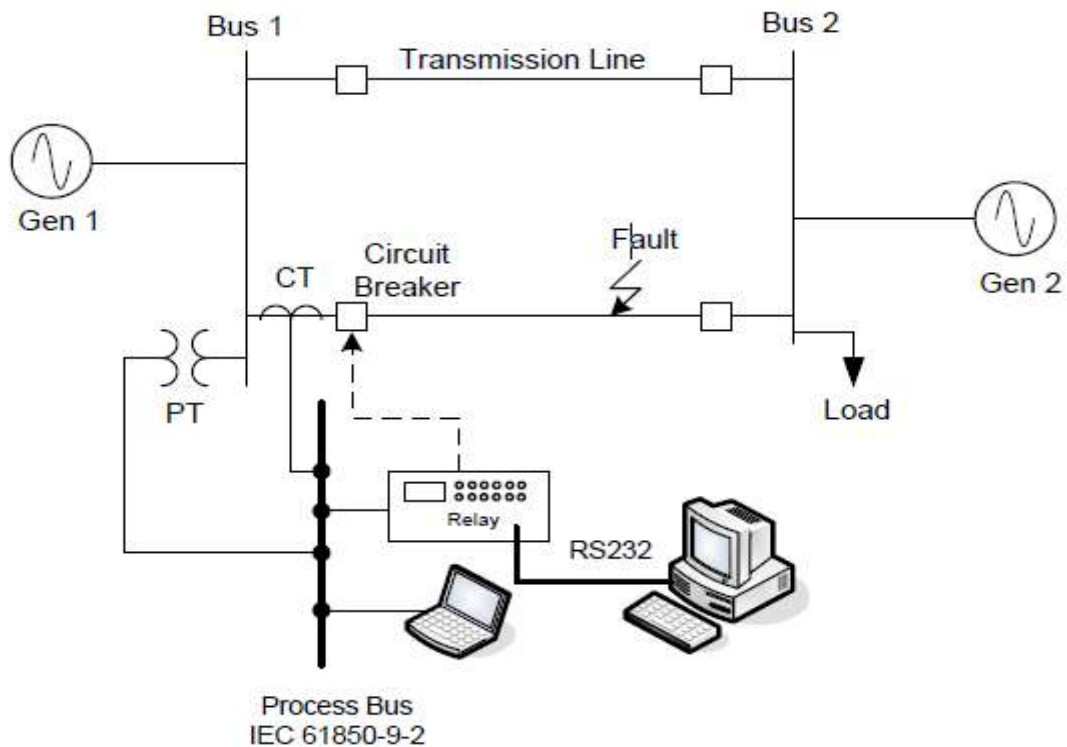 Bus 1
Bus 2
Transmission Line
Gen 1
Gen 2
CT
Circuit
Breaker
Fault
PT
Load
Relay
RS232
Process Bus
IEC 61850-9-2